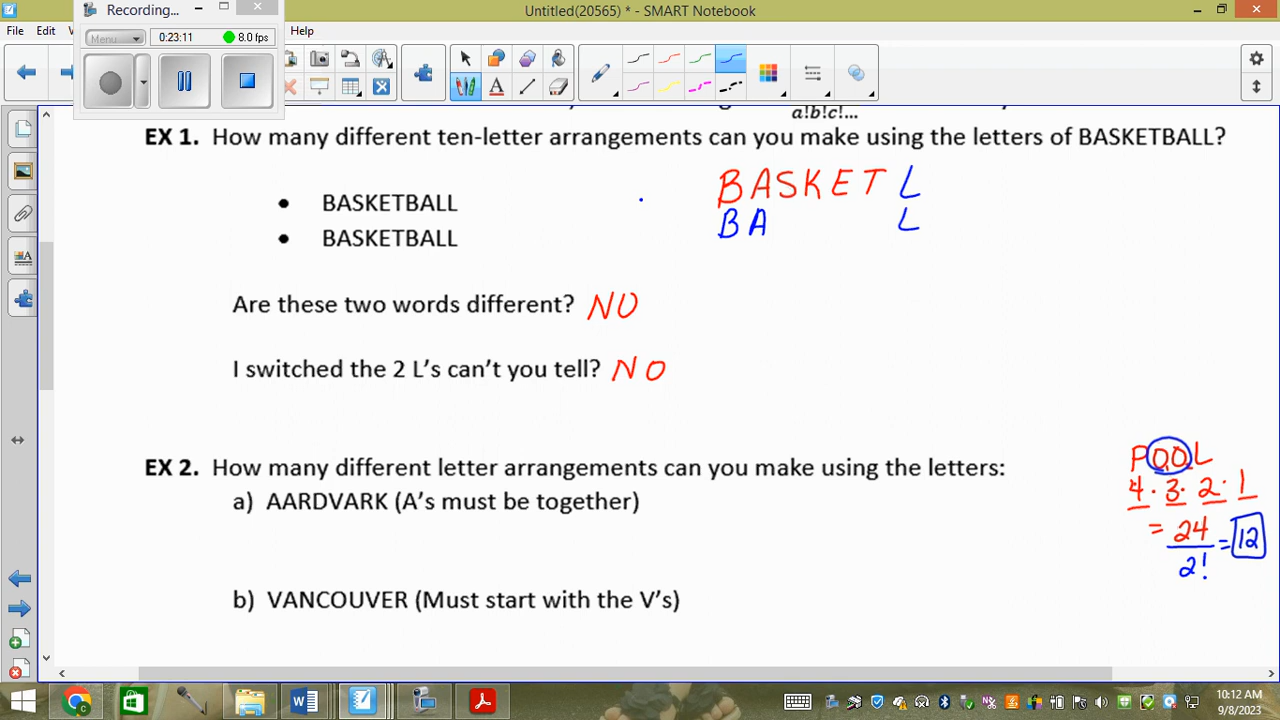 Recording...
Untitled(20565) * - SMART Notebook
File Edit Help
Menu 0:23:11 8.0 fps
a!b!c!...
EX 1. How many different ten-letter arrangements can you make using the letters of BASKETBALL?
BASKET L
• BASKETBALL
BA L
• BASKETBALL
Are these two words different? NO
I switched the 2 L's can't you tell? NO
POOL
EX 2. How many different letter arrangements can you make using the letters:
4 · 3 · 2 · 1
a) AARDVARK (A's must be together)
= 24 = 12
2!
b) VANCOUVER (Must start with the V's)
10:12 AM
9/8/2023